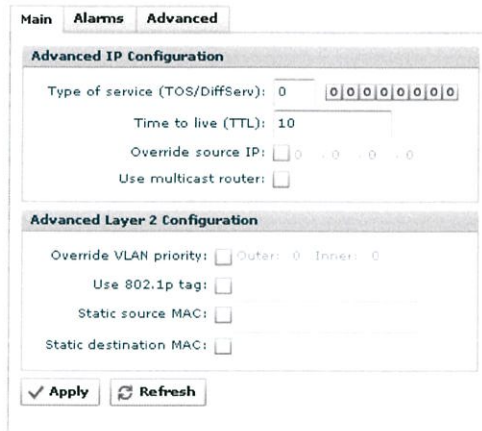 Main Alarms Advanced
Advanced IP Configuration
Type of service (TOS/DiffServ): 0 0 0 0 0 0 0 0 0
Time to live (TTL): 10
Override source IP: 0 . 0 . 0 . 0
Use multicast router:
Advanced Layer 2 Configuration
Override VLAN priority: Outer: 0 Inner: 0
Use 802.1p tag:
Static source MAC:
Static destination MAC:
Apply Refresh